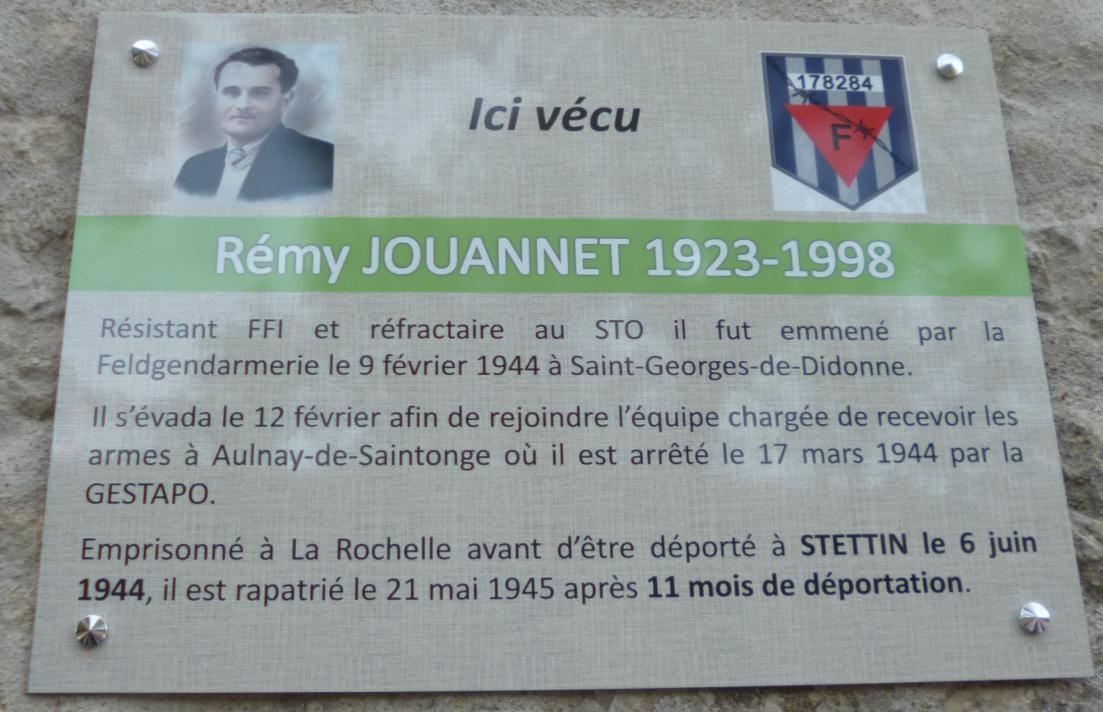 Ici vécu
178284
F
Rémy JOUANNET 1923-1998
Résistant FFI et réfractaire au STO il fut emmené par la
Feldgendarmerie le 9 février 1944 à Saint-Georges-de-Didonne.
Il s'évada le 12 février afin de rejoindre l'équipe chargée de recevoir les
armes à Aulnay-de-Saintonge où il est arrêté le 17 mars 1944 par la
GESTAPO.
Emprisonné à La Rochelle avant d'être déporté à STETTIN le 6 juin
1944, il est rapatrié le 21 mai 1945 après 11 mois de déportation.